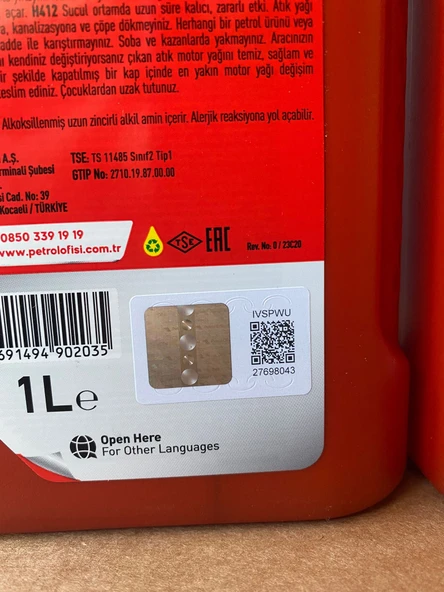 açar. H412 Sucul ortamda uzun süre kalıcı, zararlı etki. Atık yağı
kanalizasyona ve çöpe dökmeyiniz. Herhangi bir petrol ürünü veya
adde ile karıştırmayınız. Soba ve kazanlarda yakmayınız. Aracınızın
kendiniz değiştiriyorsanız çıkan atık motor yağını temiz, sağlam ve
şekilde kapatılmış bir kap içinde en yakın motor yağı değişim
eslim ediniz. Çocuklardan uzak tutunuz.
Alkoksillenmiş uzun zincirli alkil amin içerir. Alerjik reaksiyona yol açabilir.
A.Ş.
TSE: TS 11485 Sınıf2 Tip1
rminali Şubesi
GTIP No: 2710.19.87.00.00
si Cad. No: 39
Kocaeli / TÜRKİYE
0850 339 19 19
www.petrolofisi.com.tr
TSE
EAC
Rev. No: 0 / 23C20
691494 902035
IVSPWU
27698043
1L e
Open Here
For Other Languages